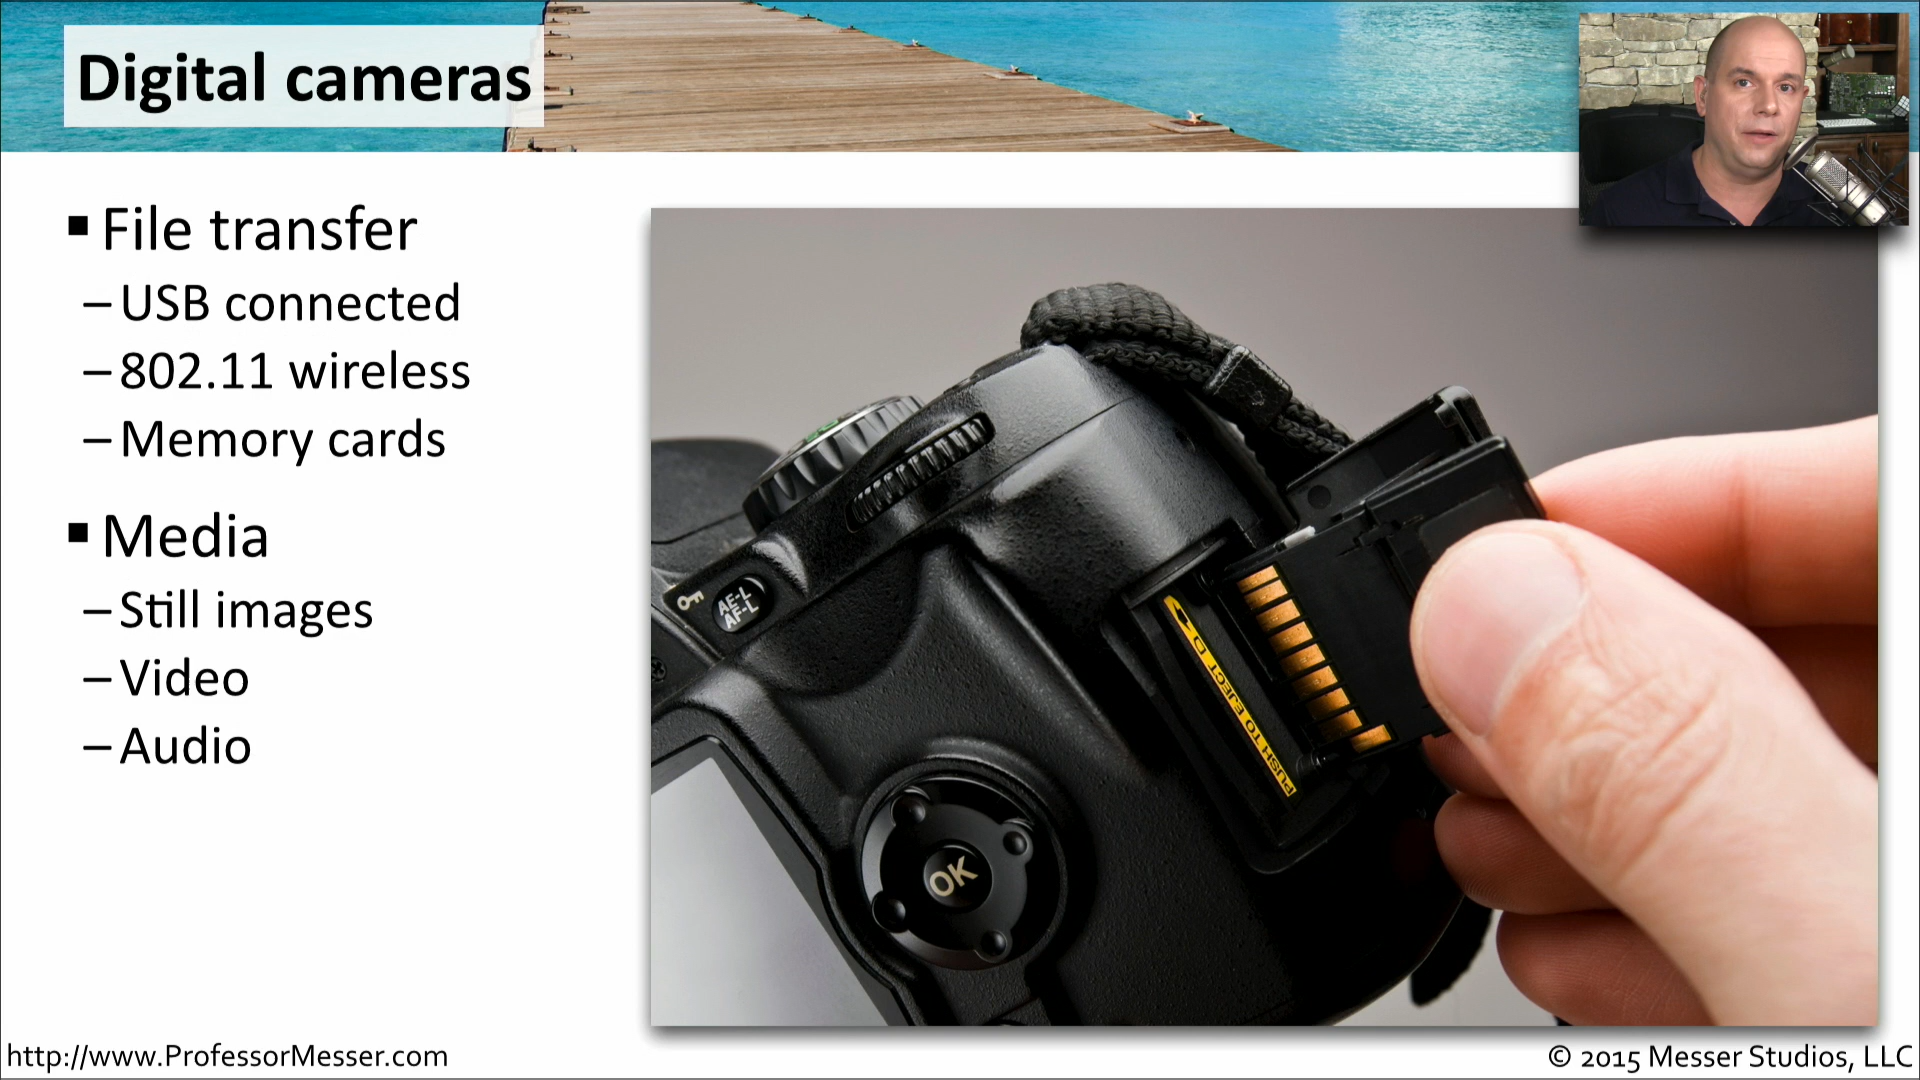 Digital cameras
▪ File transfer
– USB connected
– 802.11 wireless
– Memory cards
▪ Media
– Still images
– Video
– Audio
AE-L
AF-L
PUSH TO EJECT D
OK
http://www.ProfessorMesser.com
© 2015 Messer Studios, LLC